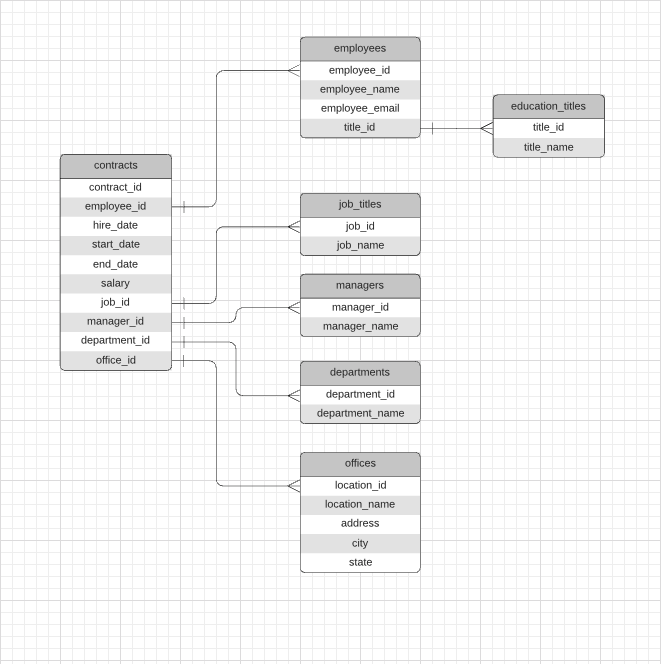 employees
employee_id
employee_name
employee_email
title_id
education_titles
title_id
title_name
contracts
contract_id
employee_id
hire_date
start_date
end_date
salary
job_id
manager_id
department_id
office_id
job_titles
job_id
job_name
managers
manager_id
manager_name
departments
department_id
department_name
offices
location_id
location_name
address
city
state